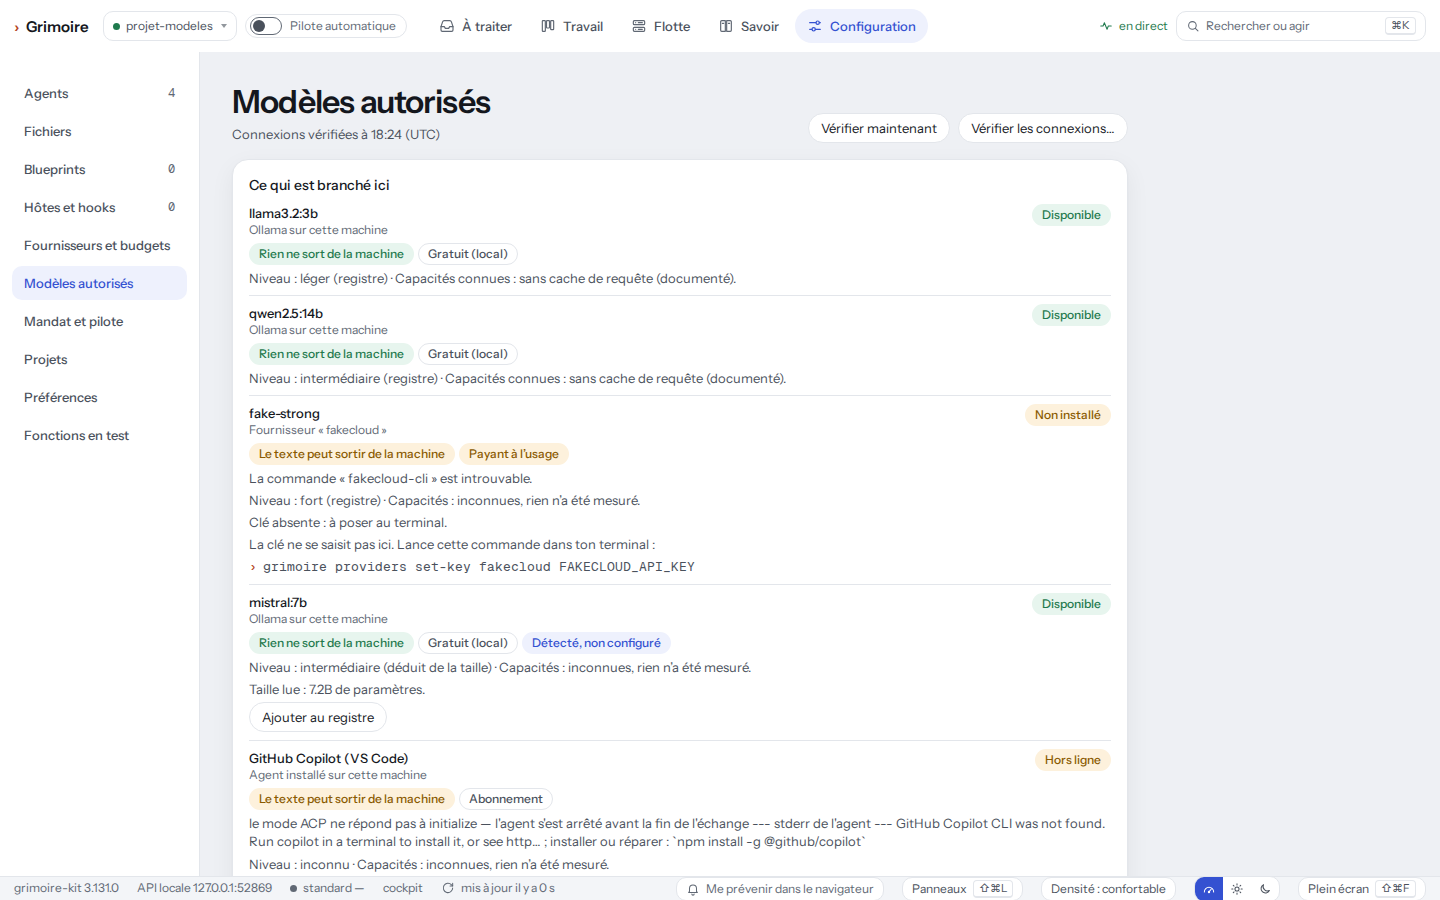 › Grimoire
projet-modeles
Pilote automatique
À traiter
Travail
Flotte
Savoir
Configuration
en direct
Rechercher ou agir
⌘K
Agents 4
Fichiers
Blueprints 0
Hôtes et hooks 0
Fournisseurs et budgets
Modèles autorisés
Mandat et pilote
Projets
Préférences
Fonctions en test
Modèles autorisés
Connexions vérifiées à 18:24 (UTC)
Vérifier maintenant
Vérifier les connexions…
Ce qui est branché ici
llama3.2:3b
Disponible
Ollama sur cette machine
Rien ne sort de la machine
Gratuit (local)
Niveau : léger (registre) · Capacités connues : sans cache de requête (documenté).
qwen2.5:14b
Disponible
Ollama sur cette machine
Rien ne sort de la machine
Gratuit (local)
Niveau : intermédiaire (registre) · Capacités connues : sans cache de requête (documenté).
fake-strong
Non installé
Fournisseur « fakecloud »
Le texte peut sortir de la machine
Payant à l'usage
La commande « fakecloud-cli » est introuvable.
Niveau : fort (registre) · Capacités : inconnues, rien n'a été mesuré.
Clé absente : à poser au terminal.
La clé ne se saisit pas ici. Lance cette commande dans ton terminal :
› grimoire providers set-key fakecloud FAKECLOUD_API_KEY
mistral:7b
Disponible
Ollama sur cette machine
Rien ne sort de la machine
Gratuit (local)
Détecté, non configuré
Niveau : intermédiaire (déduit de la taille) · Capacités : inconnues, rien n'a été mesuré.
Taille lue : 7.2B de paramètres.
Ajouter au registre
GitHub Copilot (VS Code)
Hors ligne
Agent installé sur cette machine
Le texte peut sortir de la machine
Abonnement
le mode ACP ne répond pas à initialize — l'agent s'est arrêté avant la fin de l'échange --- stderr de l'agent --- GitHub Copilot CLI was not found.
Run copilot in a terminal to install it, or see http… ; installer ou réparer : `npm install -g @github/copilot`
Niveau : inconnu · Capacités : inconnues, rien n'a été mesuré.
grimoire-kit 3.131.0
API locale 127.0.0.1:52869
standard —
cockpit
mis à jour il y a 0 s
Me prévenir dans le navigateur
Panneaux ⇧⌘L
Densité : confortable
Plein écran ⇧⌘F